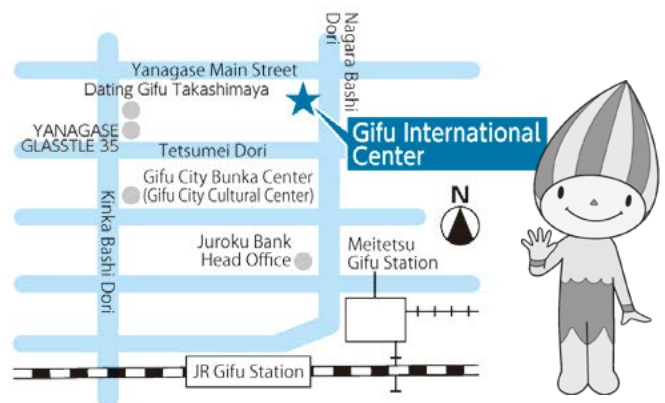 Nagara Bashi
Dori
Yanagase Main Street
Dating Gifu Takashimaya
YANAGASE
GLASSTLE 35
Gifu International
Center
Tetsumei Dori
Gifu City Bunka Center
(Gifu City Cultural Center)
Kinka Bashi Dori
N
Juroku Bank
Head Office
Meitetsu
Gifu Station
JR Gifu Station